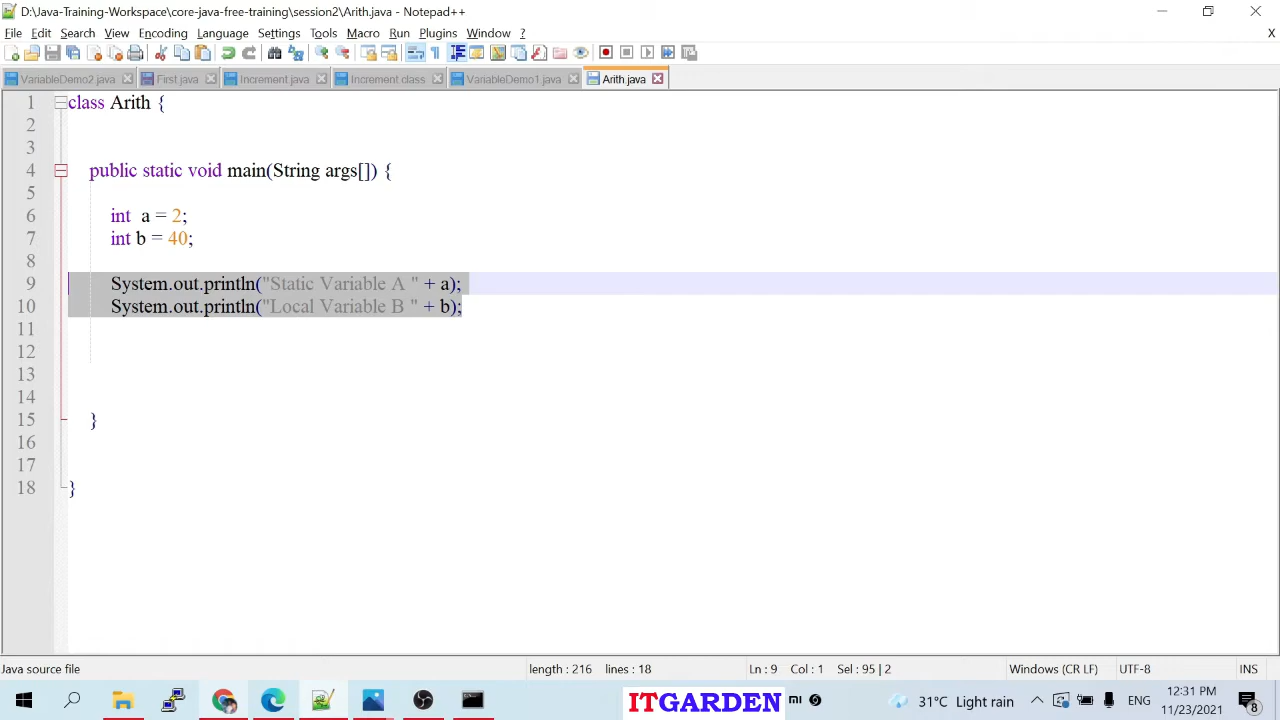 D:\Java-Training-Workspace\core-java-free-training\session2\Arith.java - Notepad++
File Edit Search View Encoding Language Settings Tools Macro Run Plugins Window ? X
VariableDemo2.java First.java Increment.java Increment.class VariableDemo1.java Arith.java
1 class Arith {
2
3
4 public static void main(String args[]) {
5
6 int  a = 2;
7 int b = 40;
8
9 System.out.println("Static Variable A " + a);
10 System.out.println("Local Variable B " + b);
11
12
13
14
15 }
16
17
18 }
Java source file length : 216 lines : 18 Ln : 9 Col : 1 Sel : 95 | 2 Windows (CR LF) UTF-8 INS
ITGARDEN 31°C Light rain ENG 12:31 PM 8
11/23/2021